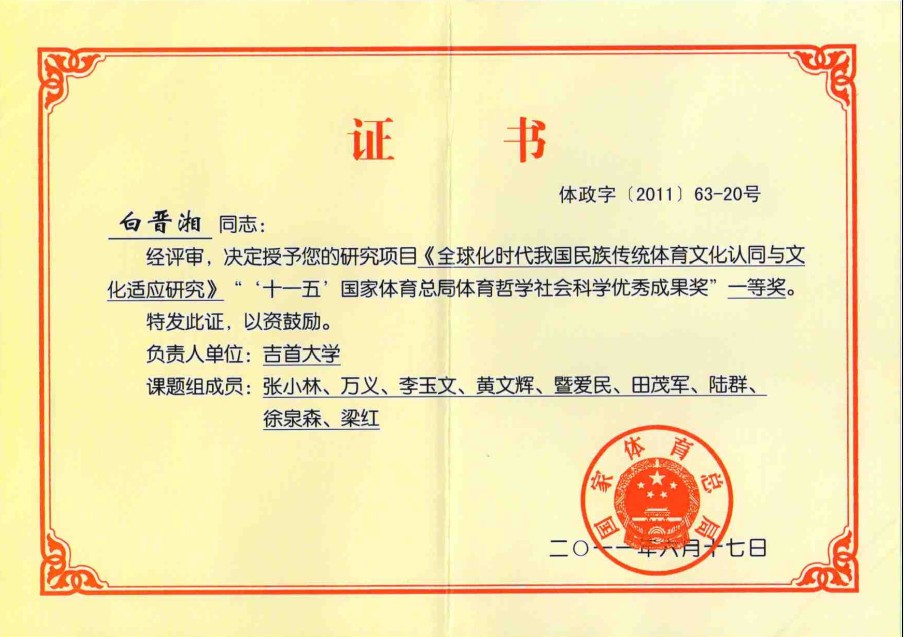 证 书
体政字〔2011〕63-20号
白晋湘 同志:
经评审,决定授予您的研究项目《全球化时代我国民族传统体育文化认同与文
化适应研究》“‘十一五’国家体育总局体育哲学社会科学优秀成果奖”一等奖。
特发此证,以资鼓励。
负责人单位:吉首大学
课题组成员:张小林、万义、李玉文、黄文辉、暨爱民、田茂军、陆群、
徐泉森、梁红
国家体育总局
二〇一一年六月十七日